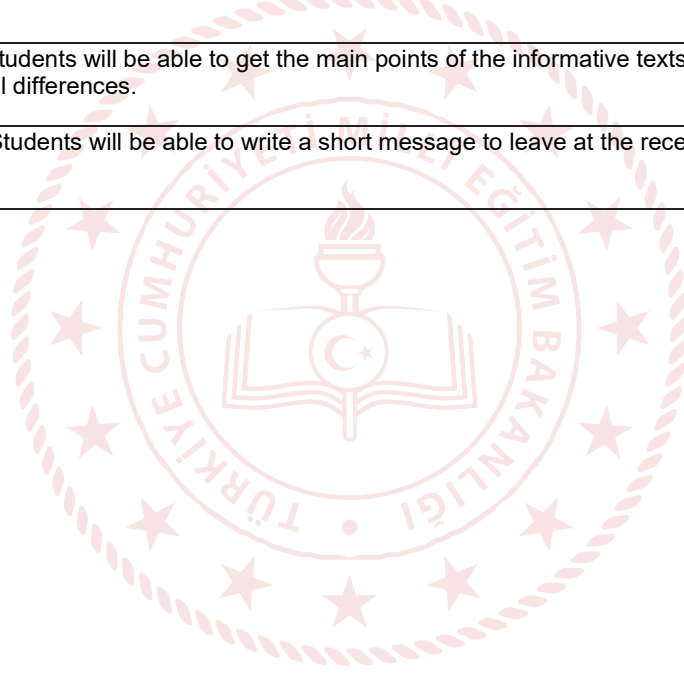 tudents will be able to get the main points of the informative texts
l differences.
Students will be able to write a short message to leave at the rece
TÜRKİYE CUMHURİYETİ MİLLİ EĞİTİM BAKANLIĞI